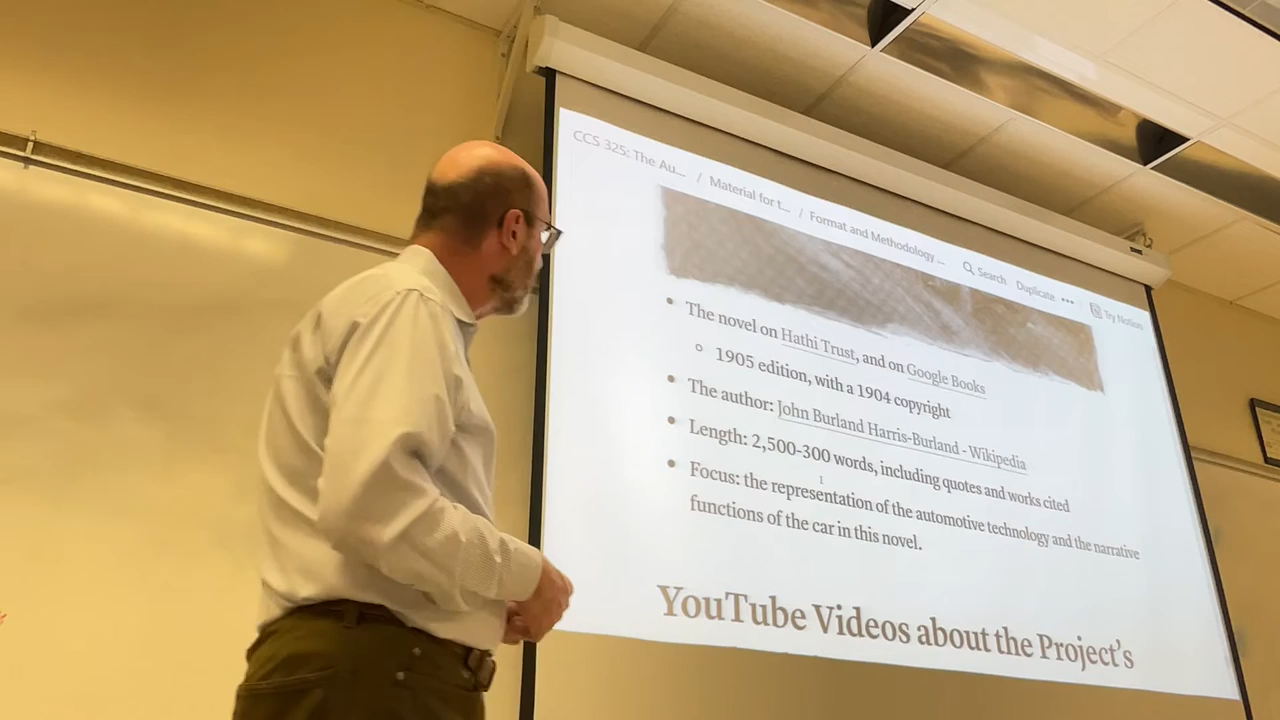 CCS 325: The Au... / Material for t... / Format and Methodology ... Search Duplicate ••• Try Notion
• The novel on Hathi Trust, and on Google Books
○ 1905 edition, with a 1904 copyright
• The author: John Burland Harris-Burland - Wikipedia
• Length: 2,500-300 words, including quotes and works cited
• Focus: the representation of the automotive technology and the narrative
functions of the car in this novel.
YouTube Videos about the Project's